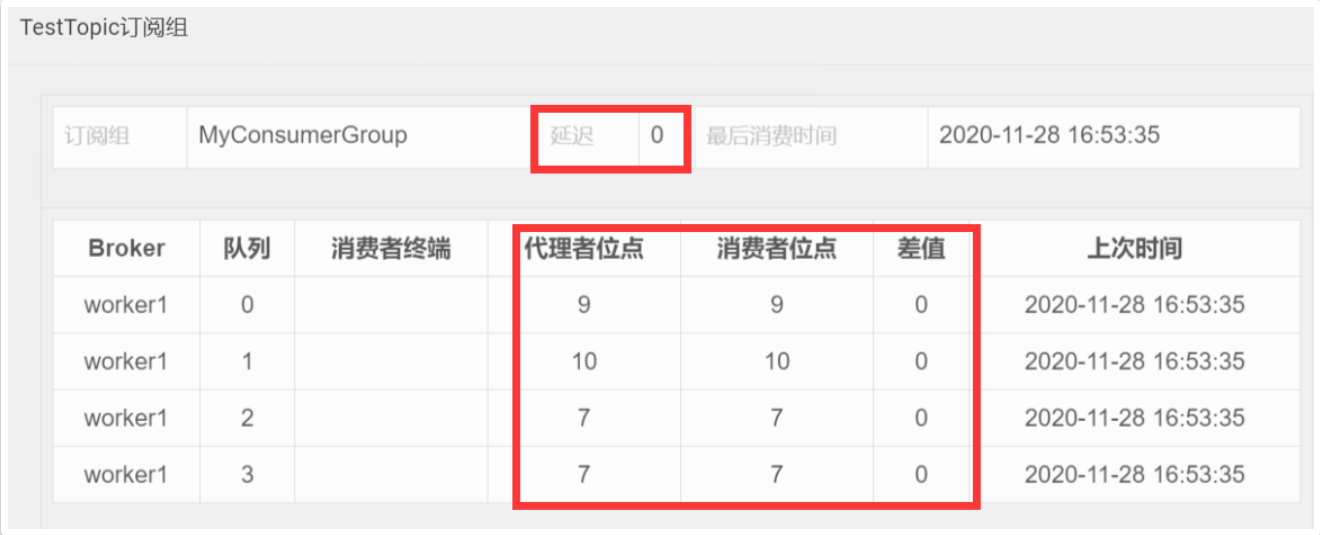 TestTopic订阅组
订阅组 MyConsumerGroup 延迟 0 最后消费时间 2020-11-28 16:53:35
Broker 队列 消费者终端 代理者位点 消费者位点 差值 上次时间
worker1 0 9 9 0 2020-11-28 16:53:35
worker1 1 10 10 0 2020-11-28 16:53:35
worker1 2 7 7 0 2020-11-28 16:53:35
worker1 3 7 7 0 2020-11-28 16:53:35